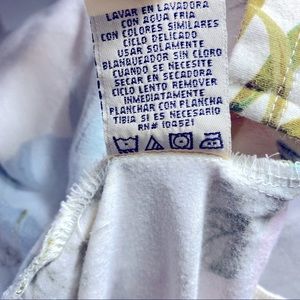 LAVAR EN LAVADORA
CON AGUA FRIA
CON COLORES SIMILARES
CICLO DELICADO
USAR SOLAMENTE
BLANQUEADOR SIN CLORO
CUANDO SE NECESITE
SECAR EN SECADORA
CICLO LENTO REMOVER
INMEDIATAMENTE
PLANCHAR CON PLANCHA
TIBIA SI ES NECESARIO
RN# 104521